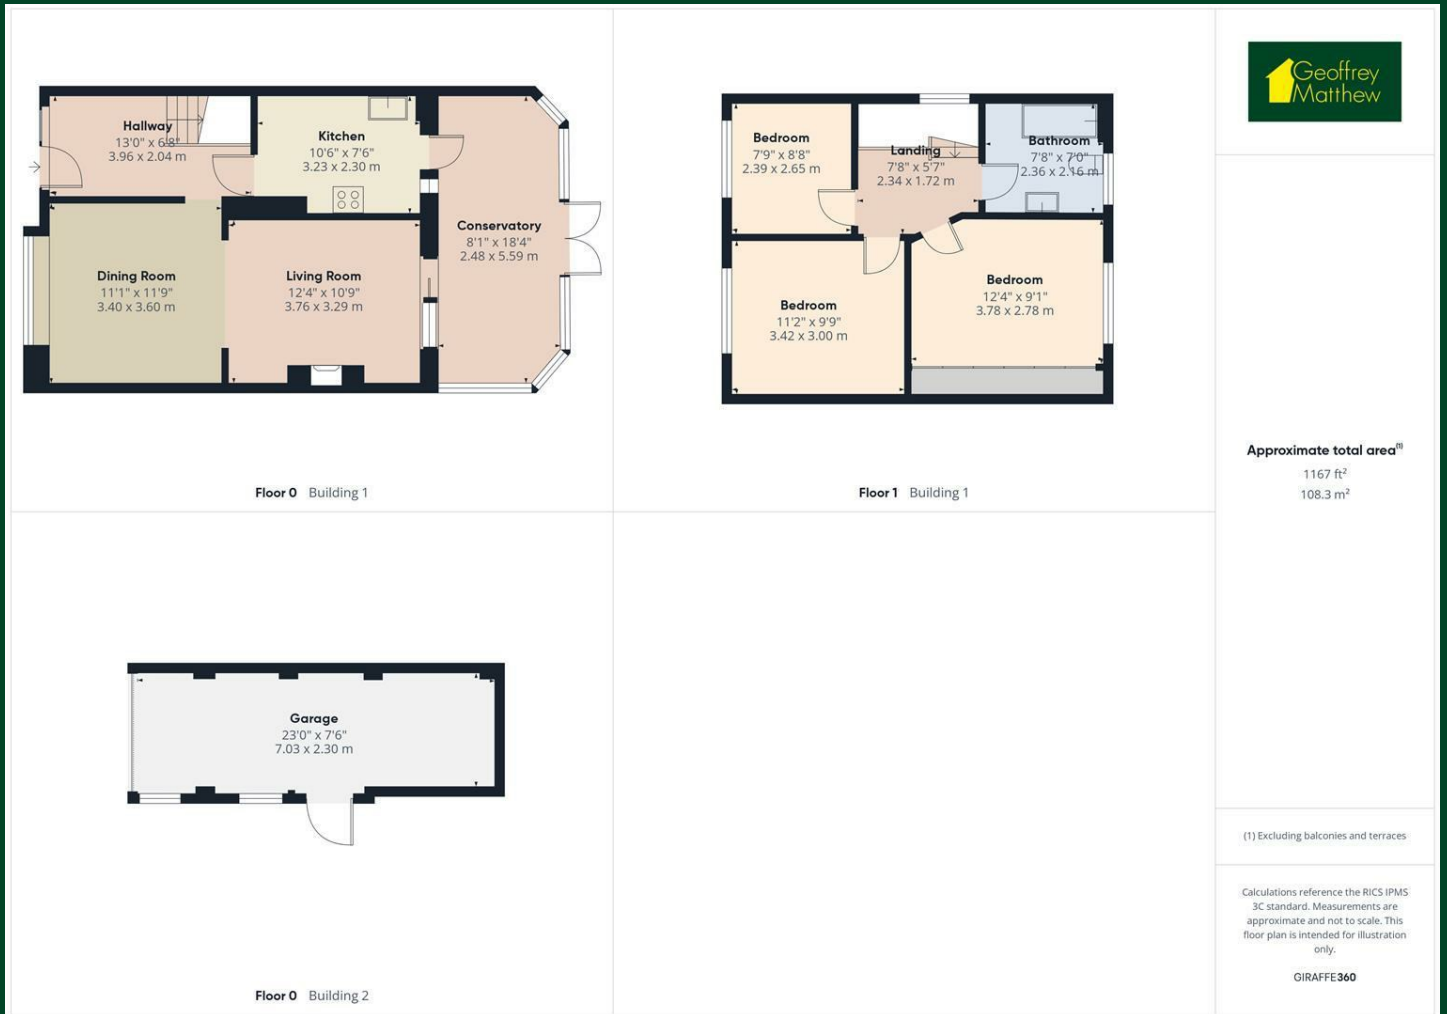 Hallway
13'0" x 6'8"
3.96 x 2.04 m
Kitchen
10'6" x 7'6"
3.23 x 2.30 m
Conservatory
8'1" x 18'4"
2.48 x 5.59 m
Dining Room
11'1" x 11'9"
3.40 x 3.60 m
Living Room
12'4" x 10'9"
3.76 x 3.29 m
Floor 0 Building 1
Bedroom
7'9" x 8'8"
2.39 x 2.65 m
Landing
7'8" x 5'7"
2.34 x 1.72 m
Bathroom
7'8" x 7'0"
2.36 x 2.16 m
Bedroom
11'2" x 9'9"
3.42 x 3.00 m
Bedroom
12'4" x 9'1"
3.78 x 2.78 m
Floor 1 Building 1
Garage
23'0" x 7'6"
7.03 x 2.30 m
Floor 0 Building 2
Geoffrey
Matthew
Approximate total area(1)
1167 ft²
108.3 m²
(1) Excluding balconies and terraces
Calculations reference the RICS IPMS
3C standard. Measurements are
approximate and not to scale. This
floor plan is intended for illustration
only.
GIRAFFE360